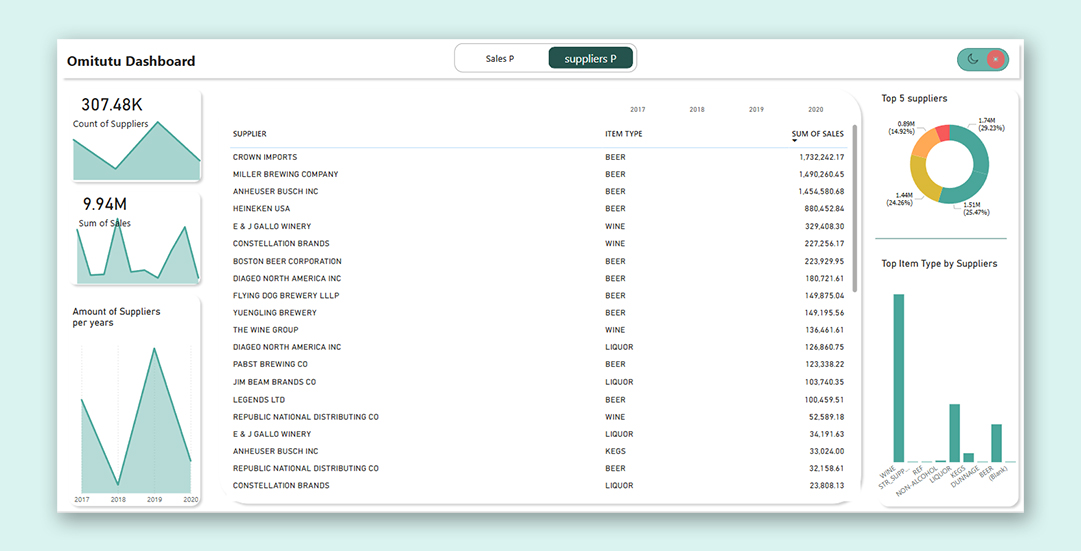 Omitutu Dashboard
Sales P
suppliers P
307.48K
Count of Suppliers
9.94M
Sum of Sales
Amount of Suppliers
per years
2017 2018 2019 2020
2017 2018 2019 2020
SUPPLIER ITEM TYPE SUM OF SALES
CROWN IMPORTS BEER 1,732,242.17
MILLER BREWING COMPANY BEER 1,490,260.45
ANHEUSER BUSCH INC BEER 1,454,580.68
HEINEKEN USA BEER 880,452.84
E & J GALLO WINERY WINE 329,408.30
CONSTELLATION BRANDS WINE 227,256.17
BOSTON BEER CORPORATION BEER 223,929.95
DIAGEO NORTH AMERICA INC BEER 180,721.61
FLYING DOG BREWERY LLLP BEER 149,875.04
YUENGLING BREWERY BEER 149,195.56
THE WINE GROUP WINE 136,461.61
DIAGEO NORTH AMERICA INC LIQUOR 126,860.75
PABST BREWING CO BEER 123,338.22
JIM BEAM BRANDS CO LIQUOR 103,740.35
LEGENDS LTD BEER 100,459.51
REPUBLIC NATIONAL DISTRIBUTING CO WINE 52,589.18
E & J GALLO WINERY LIQUOR 34,191.63
ANHEUSER BUSCH INC KEGS 33,024.00
REPUBLIC NATIONAL DISTRIBUTING CO BEER 32,158.61
CONSTELLATION BRANDS LIQUOR 23,808.13
Top 5 suppliers
0.89M
(14.92%)
1.74M
(29.23%)
1.44M
(24.26%)
1.51M
(25.47%)
Top Item Type by Suppliers
WINE
STR_SUPP...
REF
NON-ALCOHOL
LIQUOR
KEGS
DUNNAGE
BEER
(Blank)